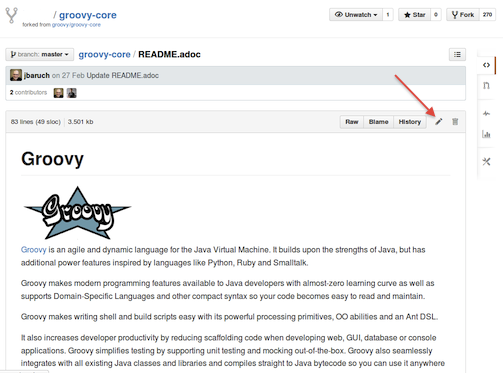 / groovy-core
forked from groovy/groovy-core
Unwatch 1 Star 0 Fork 270
branch: master groovy-core / README.adoc
jbaruch on 27 Feb Update README.adoc
2 contributors
83 lines (49 sloc) 3.501 kb Raw Blame History
Groovy
Groovy
Groovy is an agile and dynamic language for the Java Virtual Machine. It builds upon the strengths of Java, but has
additional power features inspired by languages like Python, Ruby and Smalltalk.
Groovy makes modern programming features available to Java developers with almost-zero learning curve as well as
supports Domain-Specific Languages and other compact syntax so your code becomes easy to read and maintain.
Groovy makes writing shell and build scripts easy with its powerful processing primitives, OO abilities and an Ant DSL.
It also increases developer productivity by reducing scaffolding code when developing web, GUI, database or console
applications. Groovy simplifies testing by supporting unit testing and mocking out-of-the-box. Groovy also seamlessly
integrates with all existing Java classes and libraries and compiles straight to Java bytecode so you can use it anywhere